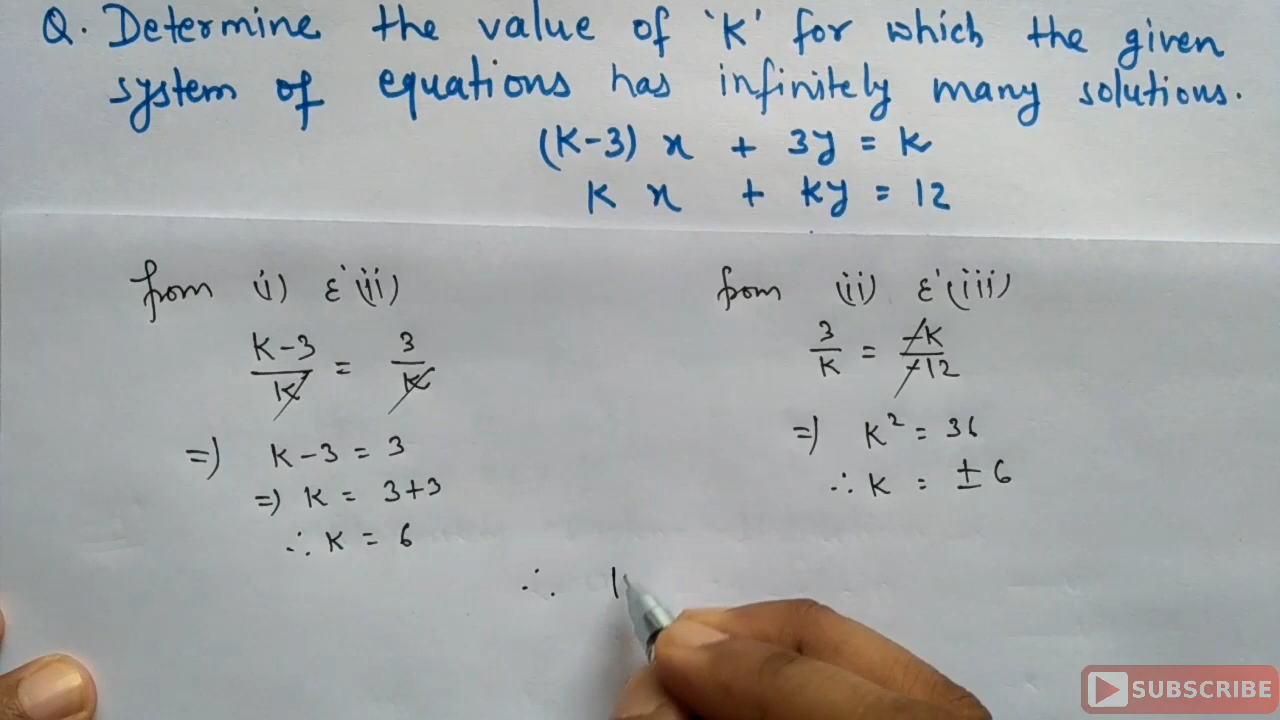 Q. Determine the value of 'K' for which the given
system of equations has infinitely many solutions.
(K-3) x + 3y = k
K x + Ky = 12
from (i) & (ii)
from (ii) & (iii)
K-3/K = 3/K
3/K = -K/-12
=) K-3 = 3
=) K² = 36
=) K = 3+3
∴ K = ± 6
∴ K = 6
∴
SUBSCRIBE